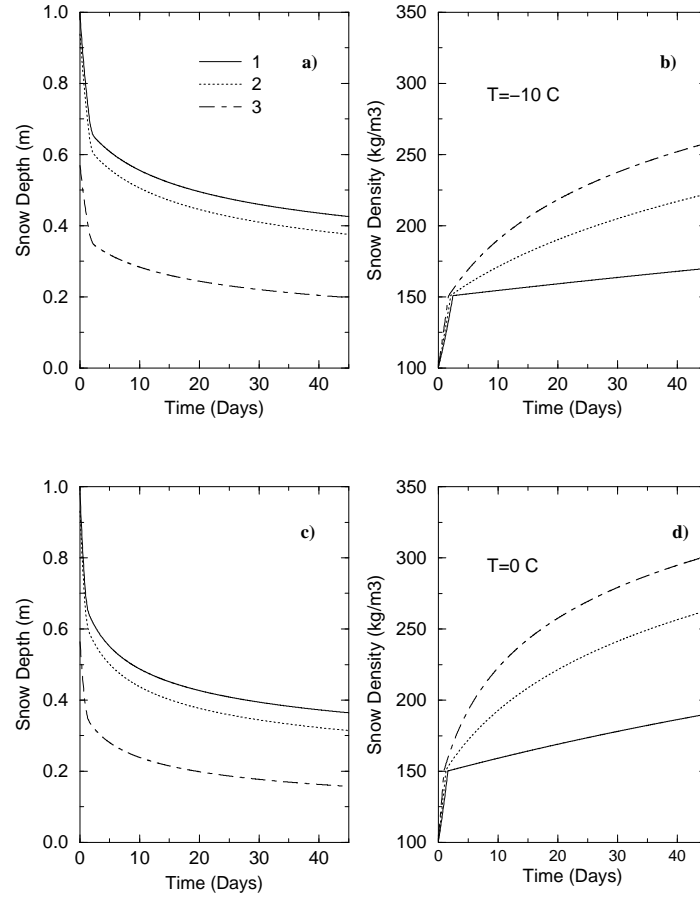 1.0
0.8
0.6
0.4
0.2
0.0
Snow Depth (m)
0 10 20 30 40
Time (Days)
1
2
3
a)
350
300
250
200
150
100
Snow Density (kg/m3)
0 10 20 30 40
Time (Days)
b)
T=−10 C
1.0
0.8
0.6
0.4
0.2
0.0
Snow Depth (m)
0 10 20 30 40
Time (Days)
c)
350
300
250
200
150
100
Snow Density (kg/m3)
0 10 20 30 40
Time (Days)
d)
T=0 C